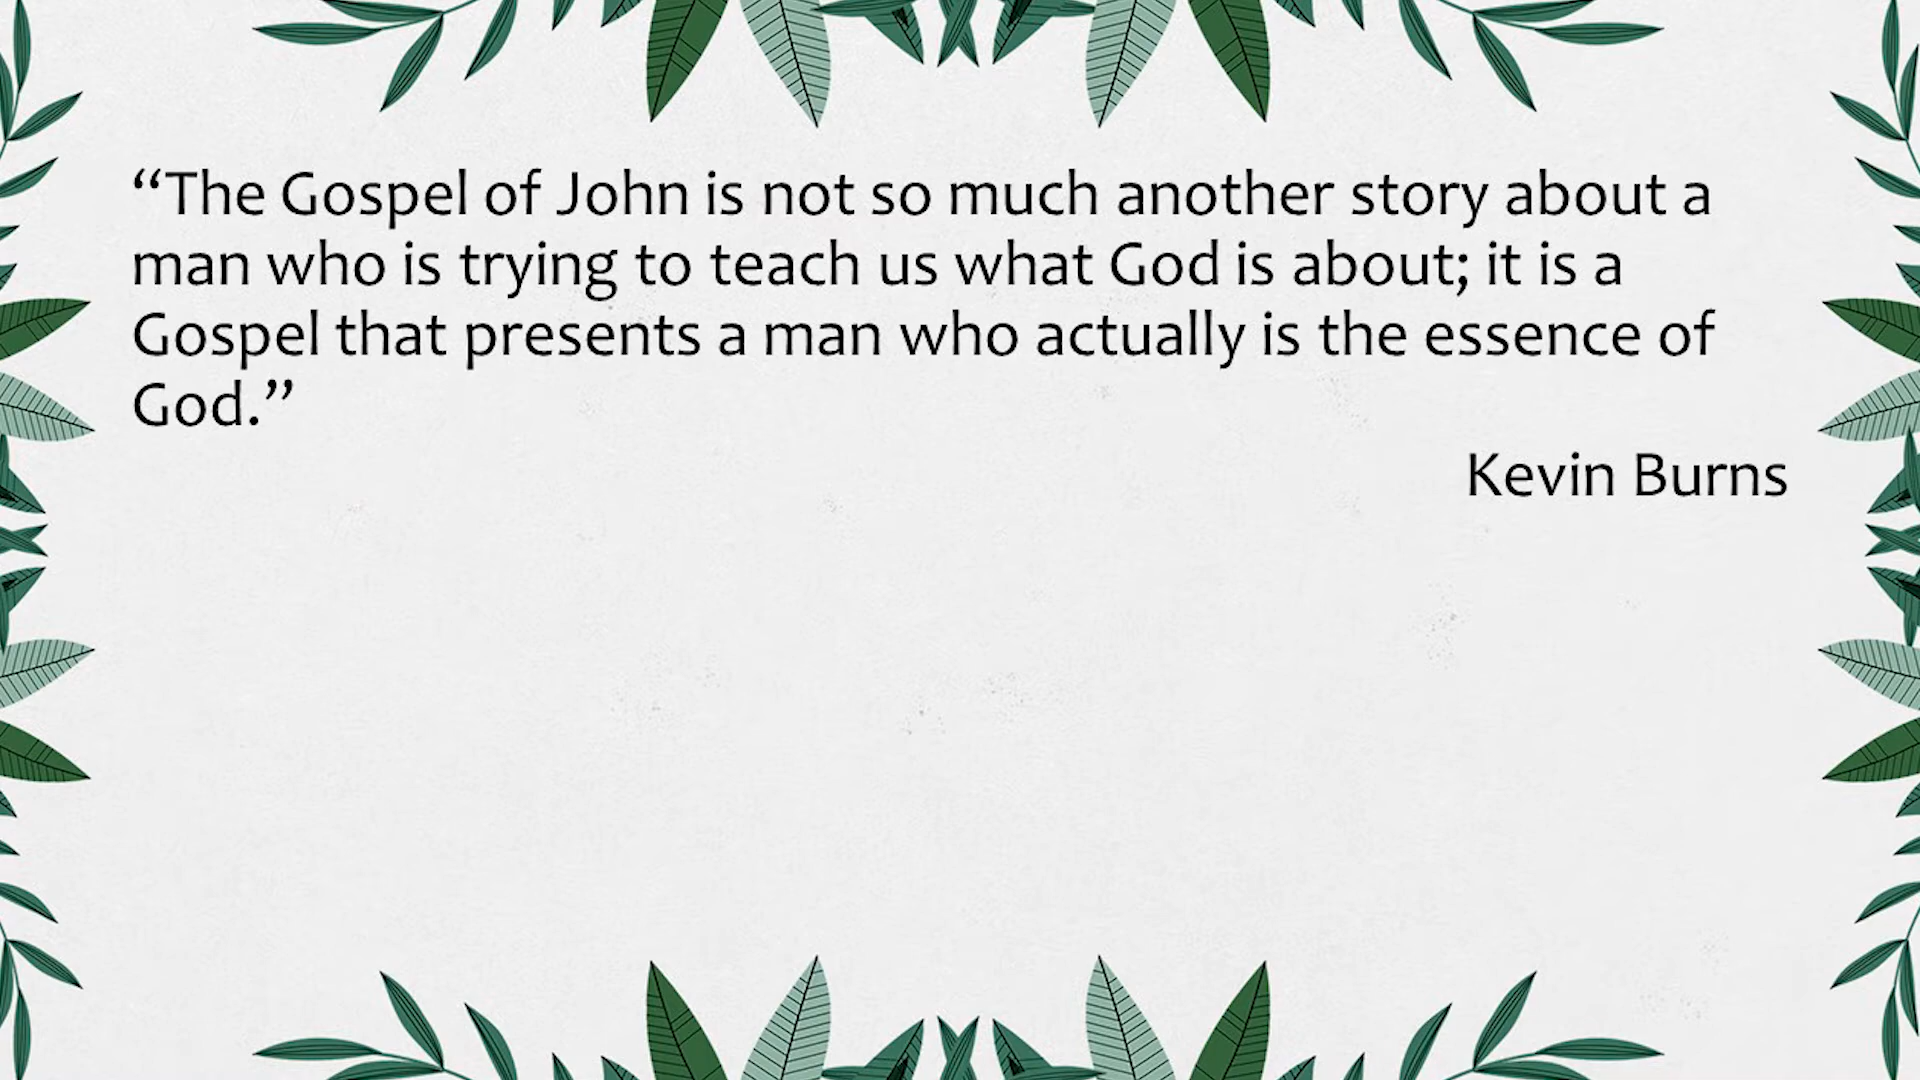 “The Gospel of John is not so much another story about a
man who is trying to teach us what God is about; it is a
Gospel that presents a man who actually is the essence of
God.”
Kevin Burns